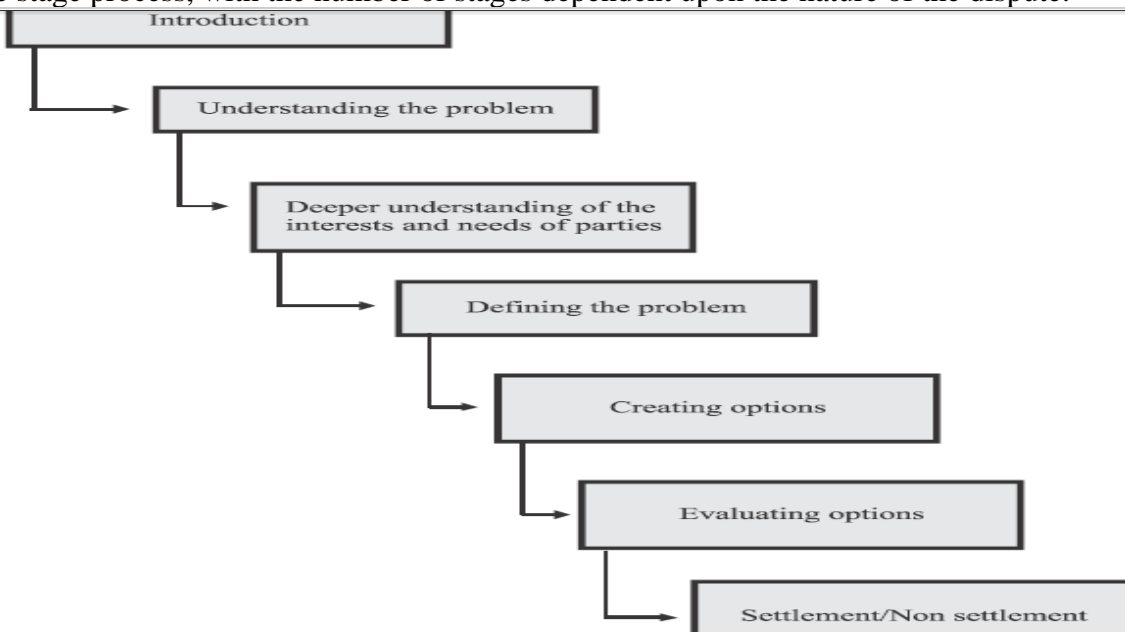 stage process, with the number of stages dependent upon the nature of the dispute.
Introduction
Understanding the problem
Deeper understanding of the
interests and needs of parties
Defining the problem
Creating options
Evaluating options
Settlement/Non settlement